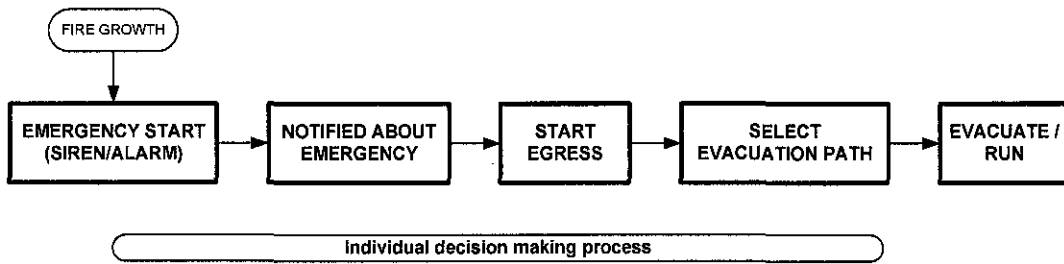 FIRE GROWTH
EMERGENCY START
(SIREN/ALARM)
NOTIFIED ABOUT
EMERGENCY
START
EGRESS
SELECT
EVACUATION PATH
EVACUATE /
RUN
Individual decision making process